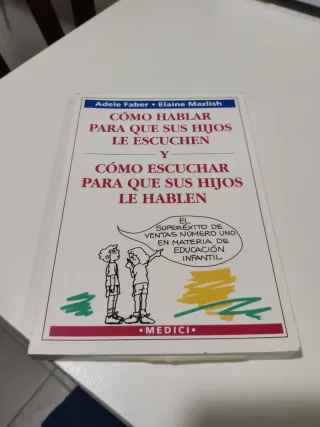 Adele Faber • Elaine Mazlish
CÓMO HABLAR
PARA QUE SUS HIJOS
LE ESCUCHEN
Y
CÓMO ESCUCHAR
PARA QUE SUS HIJOS
LE HABLEN
EL
SUPERÉXITO DE
VENTAS NÚMERO UNO
EN MATERIA DE
EDUCACIÓN
INFANTIL
•MEDICI•